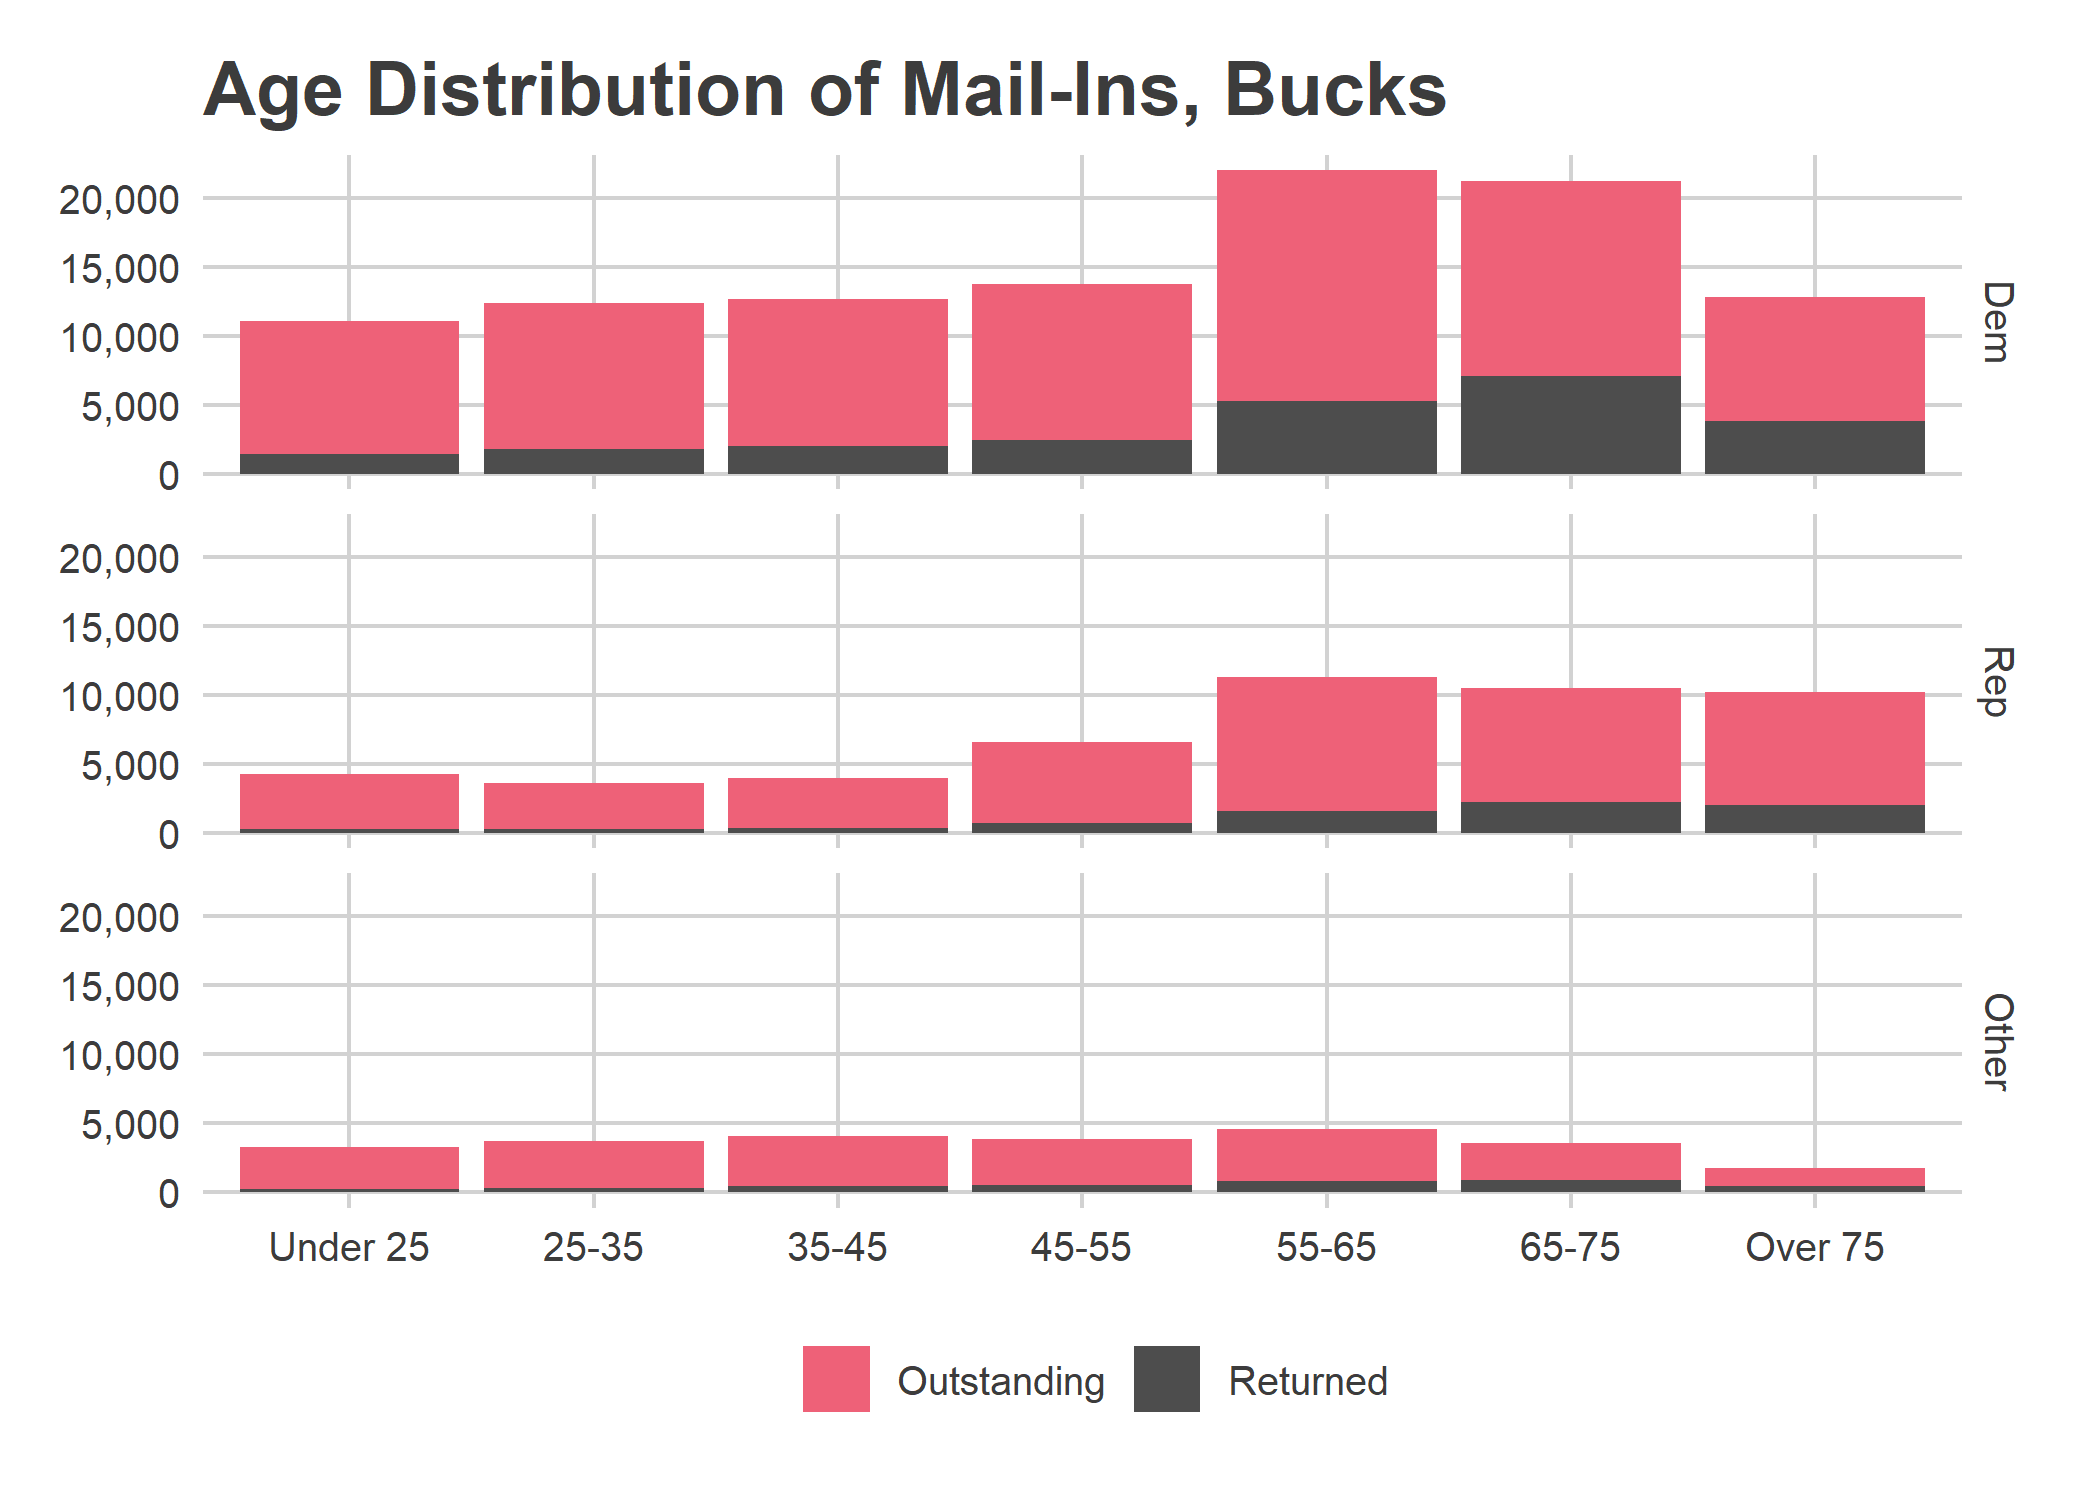 Age Distribution of Mail-Ins, Bucks
20,000
15,000
10,000
5,000
0
Dem
20,000
15,000
10,000
5,000
0
Rep
20,000
15,000
10,000
5,000
0
Other
Under 25 25-35 35-45 45-55 55-65 65-75 Over 75
Outstanding Returned